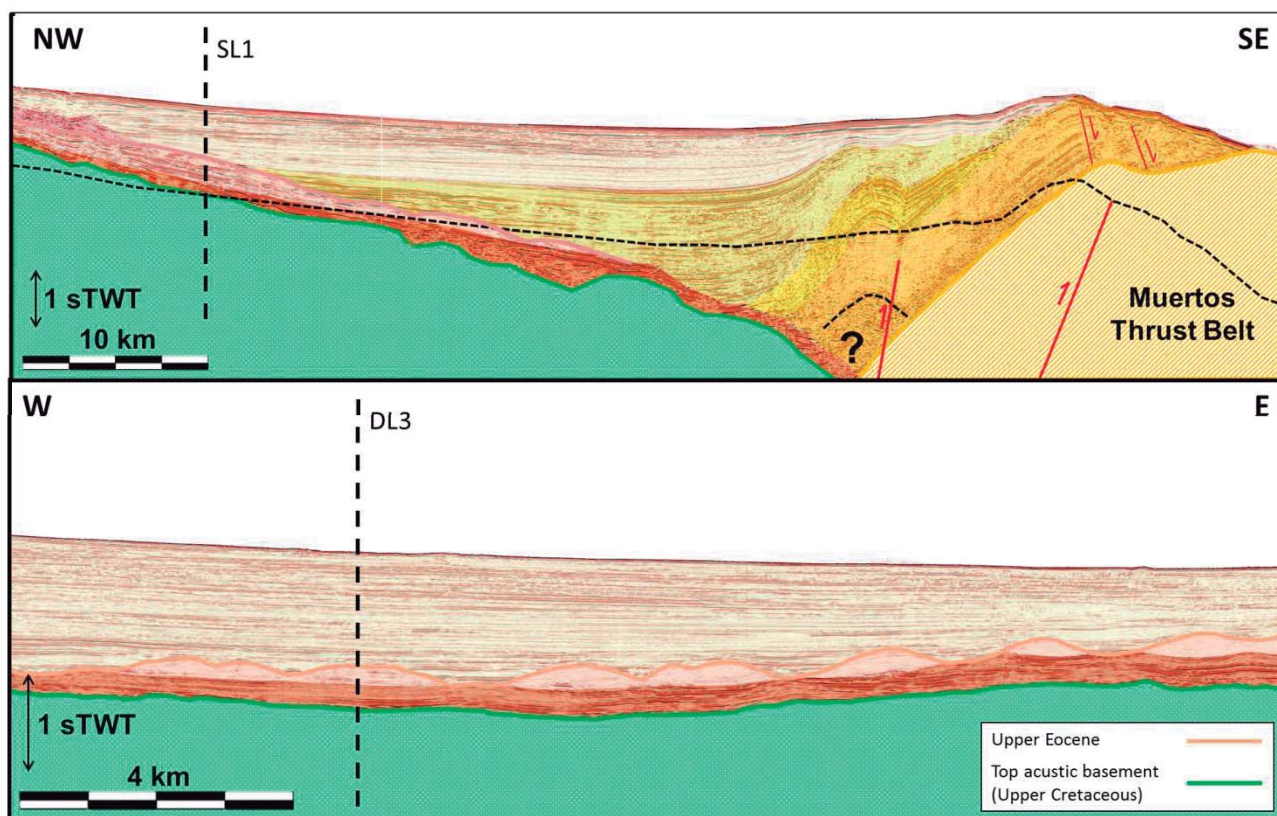 NW
SE
SL1
1 sTWT
10 km
?
Muertos
Thrust Belt
W
E
DL3
1 sTWT
4 km
Upper Eocene
Top acustic basement
(Upper Cretaceous)